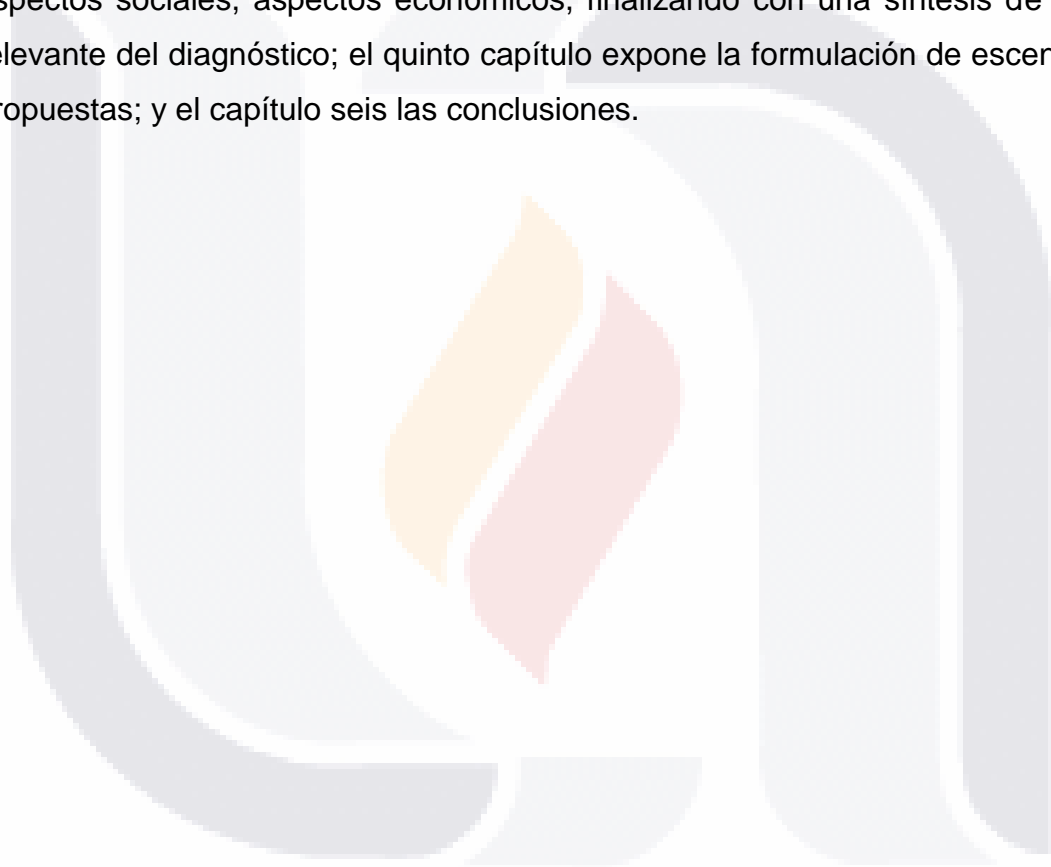 spectos sociales, aspectos económicos, finalizando con una síntesis de
elevante del diagnóstico; el quinto capítulo expone la formulación de escen
ropuestas; y el capítulo seis las conclusiones.